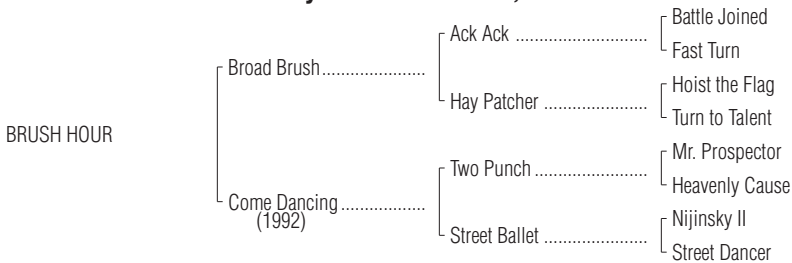 Battle Joined
Ack Ack ..............................
Fast Turn
Broad Brush.......................
Hoist the Flag
Hay Patcher .......................
Turn to Talent
BRUSH HOUR
Mr. Prospector
Two Punch .........................
Heavenly Cause
Come Dancing ...................
(1992)
Nijinsky II
Street Ballet .......................
Street Dancer